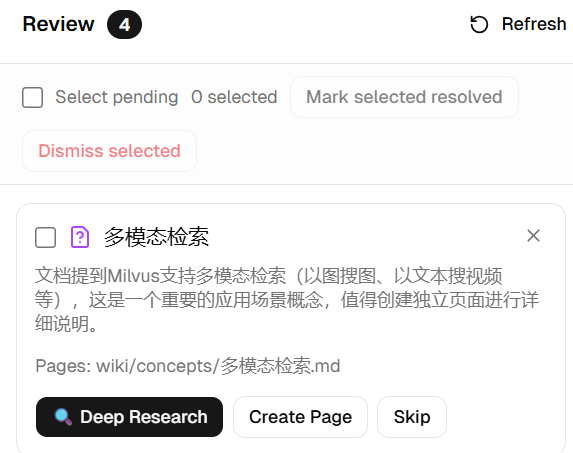 Review 4 Refresh
Select pending 0 selected Mark selected resolved
Dismiss selected
多模态检索
文档提到Milvus支持多模态检索（以图搜图、以文本搜视频
等），这是一个重要的应用场景概念，值得创建独立页面进行详
细说明。
Pages: wiki/concepts/多模态检索.md
Deep Research Create Page Skip